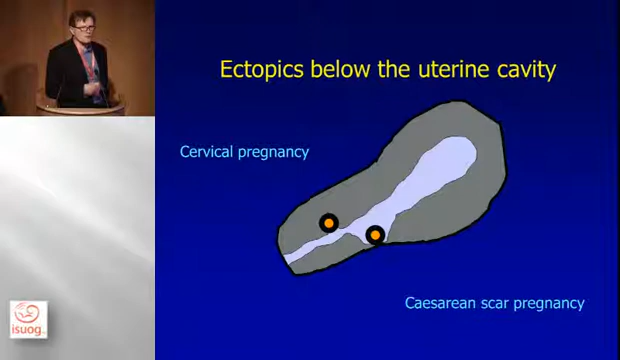 Ectopics below the uterine cavity
Cervical pregnancy
Caesarean scar pregnancy
isuog